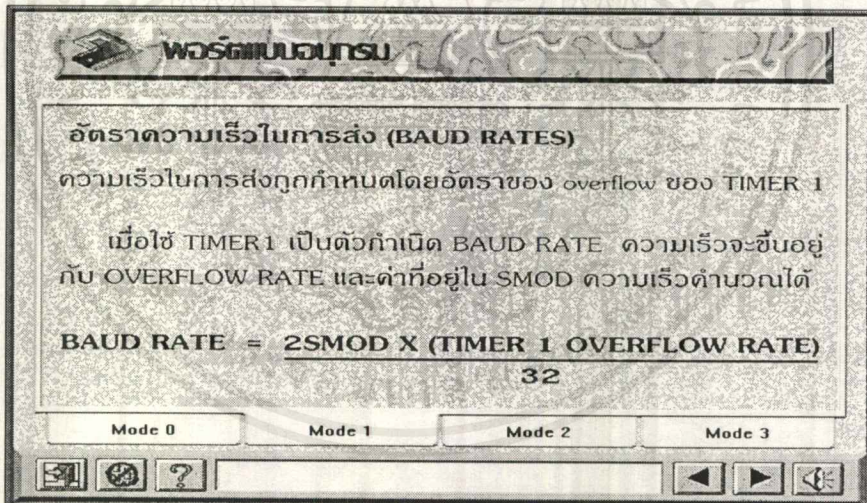 พอร์ตแบบอนุกรม
อัตราความเร็วในการส่ง (BAUD RATES)
ความเร็วในการส่งถูกกำหนดโดยอัตราของ overflow ของ TIMER 1
เมื่อใช้ TIMER1 เป็นตัวกำเนิด BAUD RATE ความเร็วจะขึ้นอยู่
กับ OVERFLOW RATE และค่าที่อยู่ใน SMOD ความเร็วคำนวณได้
BAUD RATE = 2SMOD X (TIMER 1 OVERFLOW RATE)
32
Mode 0 Mode 1 Mode 2 Mode 3
?